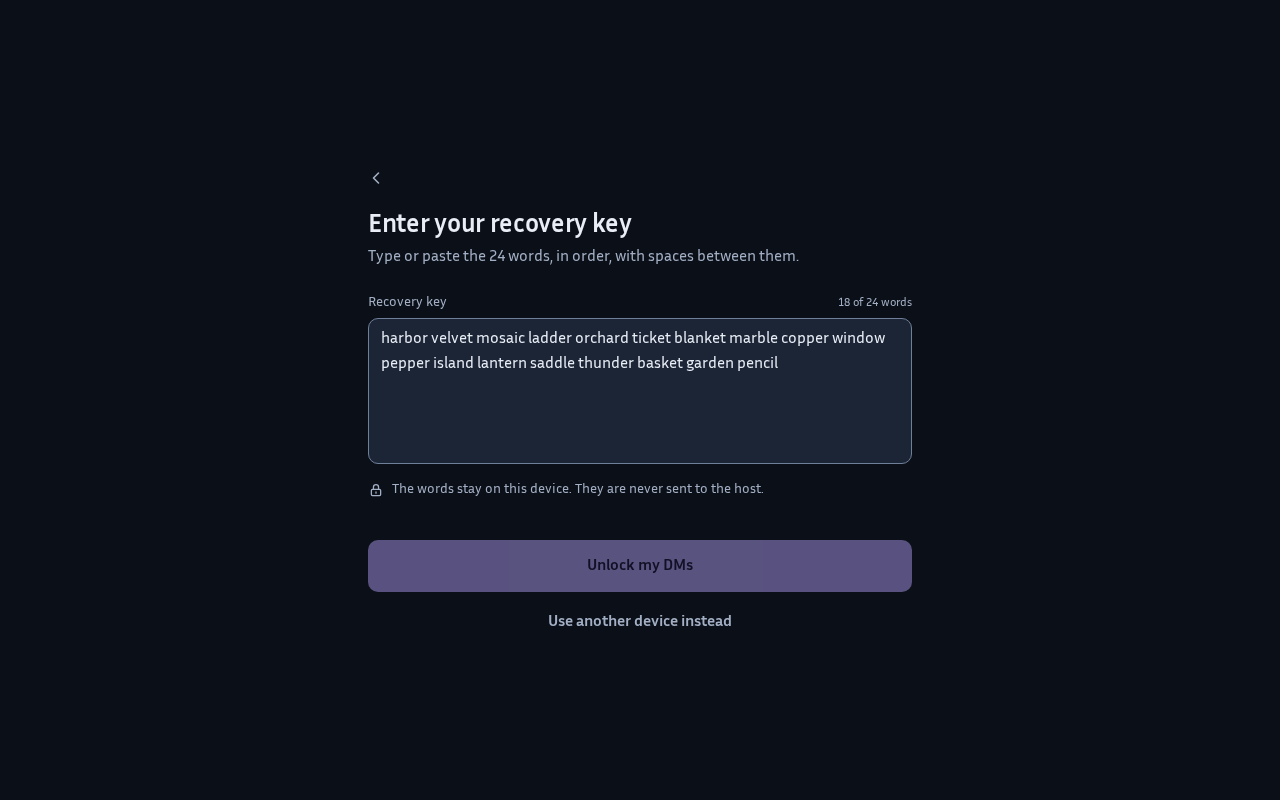 Enter your recovery key
Type or paste the 24 words, in order, with spaces between them.
Recovery key
18 of 24 words
harbor velvet mosaic ladder orchard ticket blanket marble copper window
pepper island lantern saddle thunder basket garden pencil
The words stay on this device. They are never sent to the host.
Unlock my DMs
Use another device instead